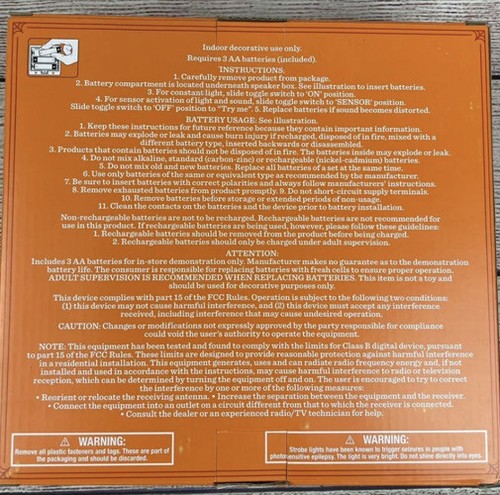 Indoor decorative use only.
Requires 3 AA batteries (included).
INSTRUCTIONS:
1. Carefully remove product from package.
2. Battery compartment is located underneath speaker box. See illustration to insert batteries.
3. For constant light, slide toggle switch to 'ON' position.
4. For sensor activation of light and sound, slide toggle switch to 'SENSOR' position.
Slide toggle switch to 'OFF' position to "Try me". 5. Replace batteries if sound becomes distorted.
BATTERY USAGE: See illustration.
1. Keep these instructions for future reference because they contain important information.
2. Batteries may explode or leak and cause burn injury if recharged, disposed of in fire, mixed with a
different battery type, inserted backwards or disassembled.
3. Products that contain batteries should not be disposed of in fire. The batteries inside may explode or leak.
4. Do not mix alkaline, standard (carbon-zinc) or rechargeable (nickel-cadmium) batteries.
5. Do not mix old and new batteries. Replace all batteries of a set at the same time.
6. Use only batteries of the same or equivalent type as recommended by the manufacturer.
7. Be sure to insert batteries with correct polarities and always follow manufacturers' instructions.
8. Remove exhausted batteries from product promptly. 9. Do not short-circuit supply terminals.
10. Remove batteries before storage or extended periods of non-usage.
11. Clean the contacts on the batteries and the device prior to battery installation.
Non-rechargeable batteries are not to be recharged. Rechargeable batteries are not recommended for
use in this product. If rechargeable batteries are being used, however, please follow these guidelines:
1. Rechargeable batteries should be removed from the product before being charged.
2. Rechargeable batteries should only be charged under adult supervision.
ATTENTION:
Includes 3 AA batteries for in-store demonstration only. Manufacturer makes no guarantee as to the demonstration
battery life. The consumer is responsible for replacing batteries with fresh cells to ensure proper operation.
ADULT SUPERVISION IS RECOMMENDED WHEN REPLACING BATTERIES. This item is not a toy and
should be used for decorative purposes only.
This device complies with part 15 of the FCC Rules. Operation is subject to the following two conditions:
(1) this device may not cause harmful interference, and (2) this device must accept any interference
received, including interference that may cause undesired operation.
CAUTION: Changes or modifications not expressly approved by the party responsible for compliance
could void the user's authority to operate the equipment.
NOTE: This equipment has been tested and found to comply with the limits for Class B digital device, pursuant
to part 15 of the FCC Rules. These limits are designed to provide reasonable protection against harmful interference
in a residential installation. This equipment generates, uses and can radiate radio frequency energy and, if not
installed and used in accordance with the instructions, may cause harmful interference to radio or television
reception, which can be determined by turning the equipment off and on. The user is encouraged to try to correct
the interference by one or more of the following measures:
• Reorient or relocate the receiving antenna. • Increase the separation between the equipment and the receiver.
• Connect the equipment into an outlet on a circuit different from that to which the receiver is connected.
• Consult the dealer or an experienced radio/TV technician for help.
⚠ WARNING:
Remove all plastic fasteners and tags. These are part of
the packaging and should be discarded.
⚠ WARNING:
Strobe lights have been known to trigger seizures in people with
photosensitive epilepsy. The light is very bright. Do not shine directly into eyes.